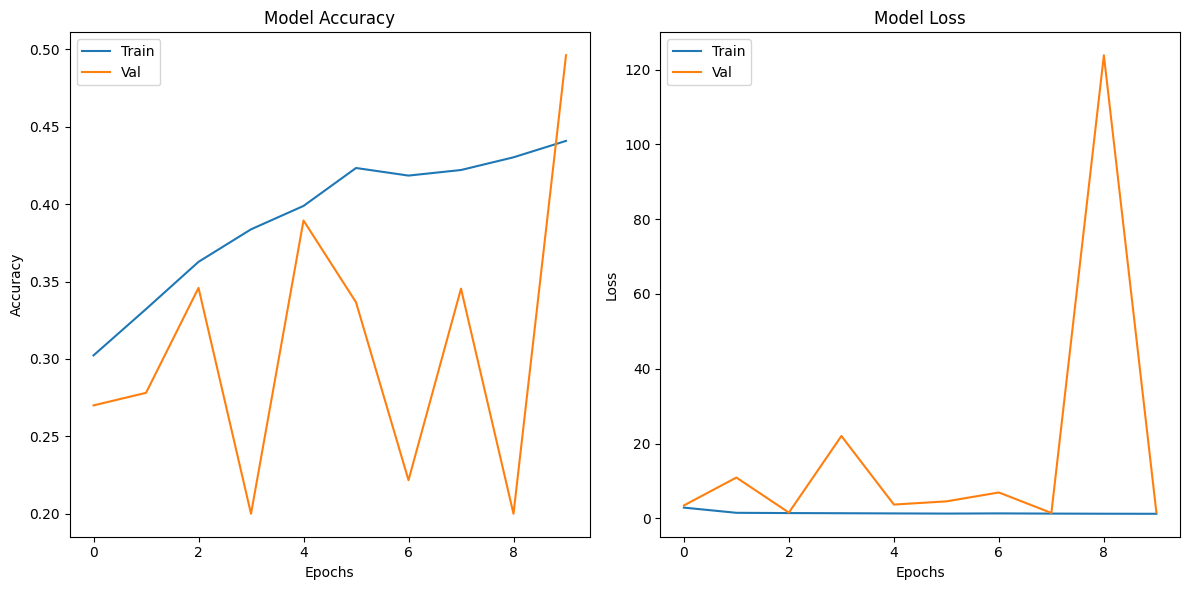 Model Accuracy
Train
Val
0.50
0.45
0.40
0.35
0.30
0.25
0.20
Accuracy
0 2 4 6 8
Epochs
Model Loss
Train
Val
120
100
80
60
40
20
0
Loss
0 2 4 6 8
Epochs